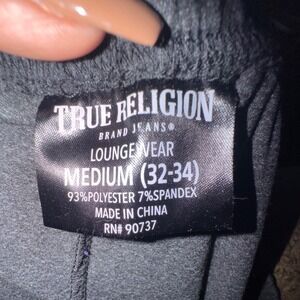 TRUE RELIGION
BRAND JEANS®
LOUNGEWEAR
MEDIUM (32-34)
93%POLYESTER 7%SPANDEX
MADE IN CHINA
RN# 90737